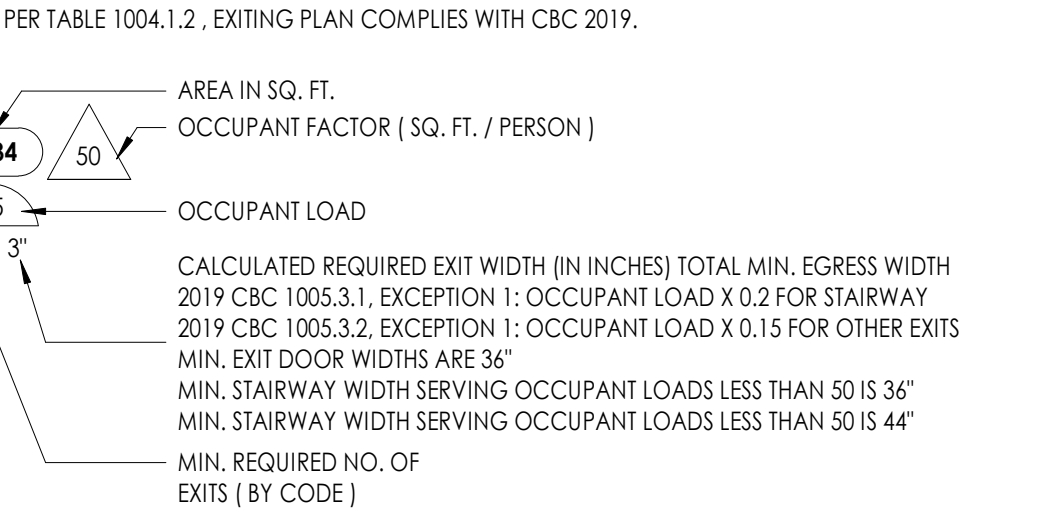 PER TABLE 1004.1.2 , EXITING PLAN COMPLIES WITH CBC 2019.
AREA IN SQ. FT.
OCCUPANT FACTOR ( SQ. FT. / PERSON )
50
OCCUPANT LOAD
3"
CALCULATED REQUIRED EXIT WIDTH (IN INCHES) TOTAL MIN. EGRESS WIDTH
2019 CBC 1005.3.1, EXCEPTION 1: OCCUPANT LOAD X 0.2 FOR STAIRWAY
2019 CBC 1005.3.2, EXCEPTION 1: OCCUPANT LOAD X 0.15 FOR OTHER EXITS
MIN. EXIT DOOR WIDTHS ARE 36"
MIN. STAIRWAY WIDTH SERVING OCCUPANT LOADS LESS THAN 50 IS 36"
MIN. STAIRWAY WIDTH SERVING OCCUPANT LOADS LESS THAN 50 IS 44"
MIN. REQUIRED NO. OF
EXITS ( BY CODE )